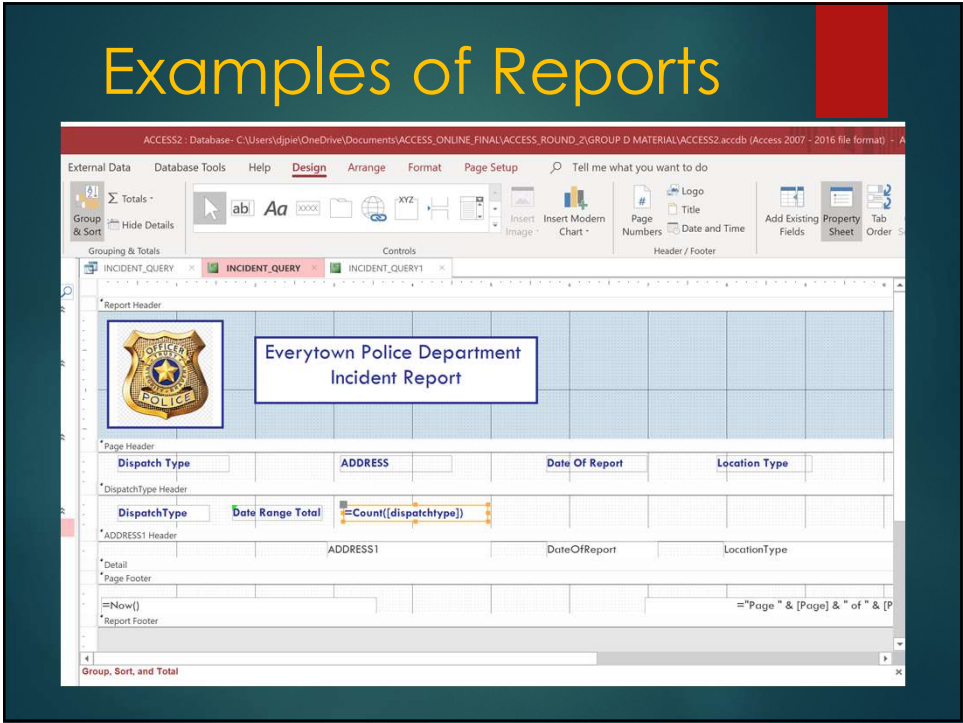 Examples of Reports
ACCESS2 : Database- C:\Users\djpie\OneDrive\Documents\ACCESS_ONLINE_FINAL\ACCESS_ROUND_2\GROUP D MATERIAL\ACCESS2.accdb (Access 2007 - 2016 file format) - A
External Data Database Tools Help Design Arrange Format Page Setup Tell me what you want to do
Σ Totals
Group & Sort
Hide Details
ab Aa XXXX XYZ
Insert Image
Insert Modern Chart
Page Numbers
Logo
Title
Date and Time
Add Existing Fields
Property Sheet
Tab Order
Grouping & Totals Controls Header / Footer
INCIDENT_QUERY INCIDENT_QUERY INCIDENT_QUERY1
Report Header
OFFICER
POLICE
Everytown Police Department
Incident Report
Page Header
Dispatch Type ADDRESS Date Of Report Location Type
DispatchType Header
DispatchType Date Range Total =Count([dispatchtype])
ADDRESS1 Header
ADDRESS1 DateOfReport LocationType
Detail
Page Footer
=Now() ="Page " & [Page] & " of " & [P
Report Footer
Group, Sort, and Total